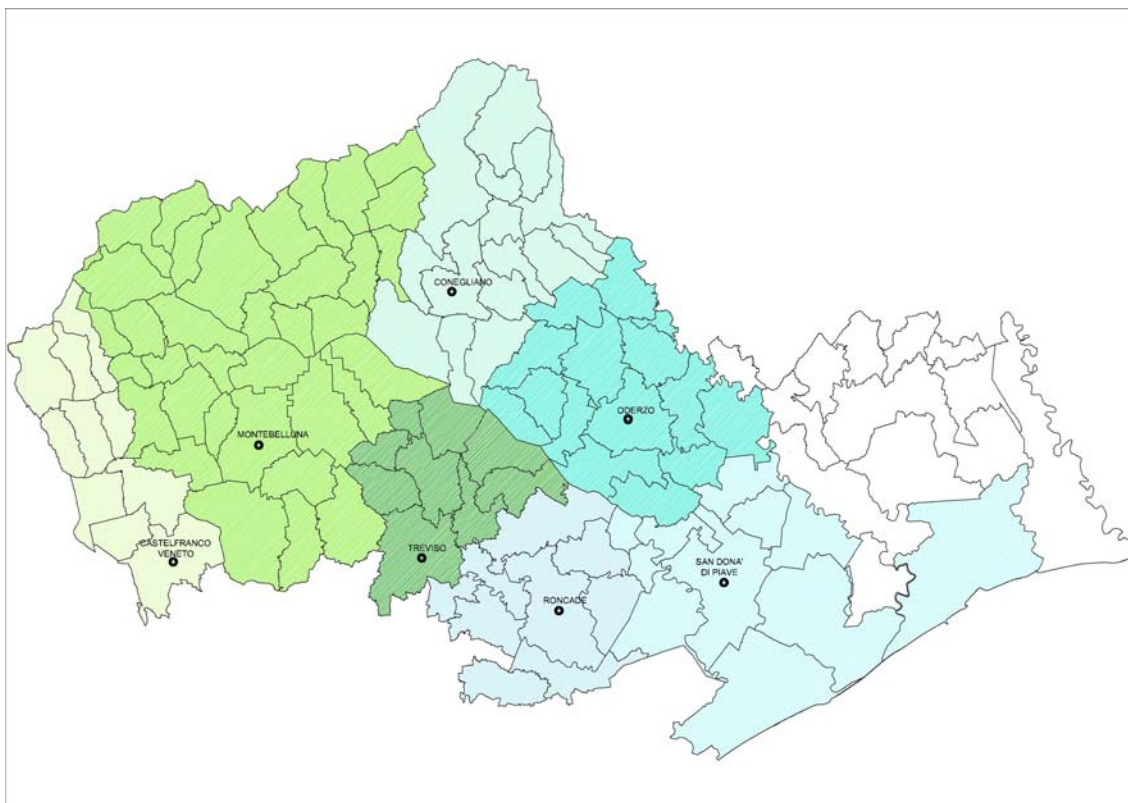 CONEGLIANO
ODERZO
MONTEBELLUNA
CASTELFRANCO
VENETO
TREVISO
SAN DONA'
DI PIAVE
RONCADE